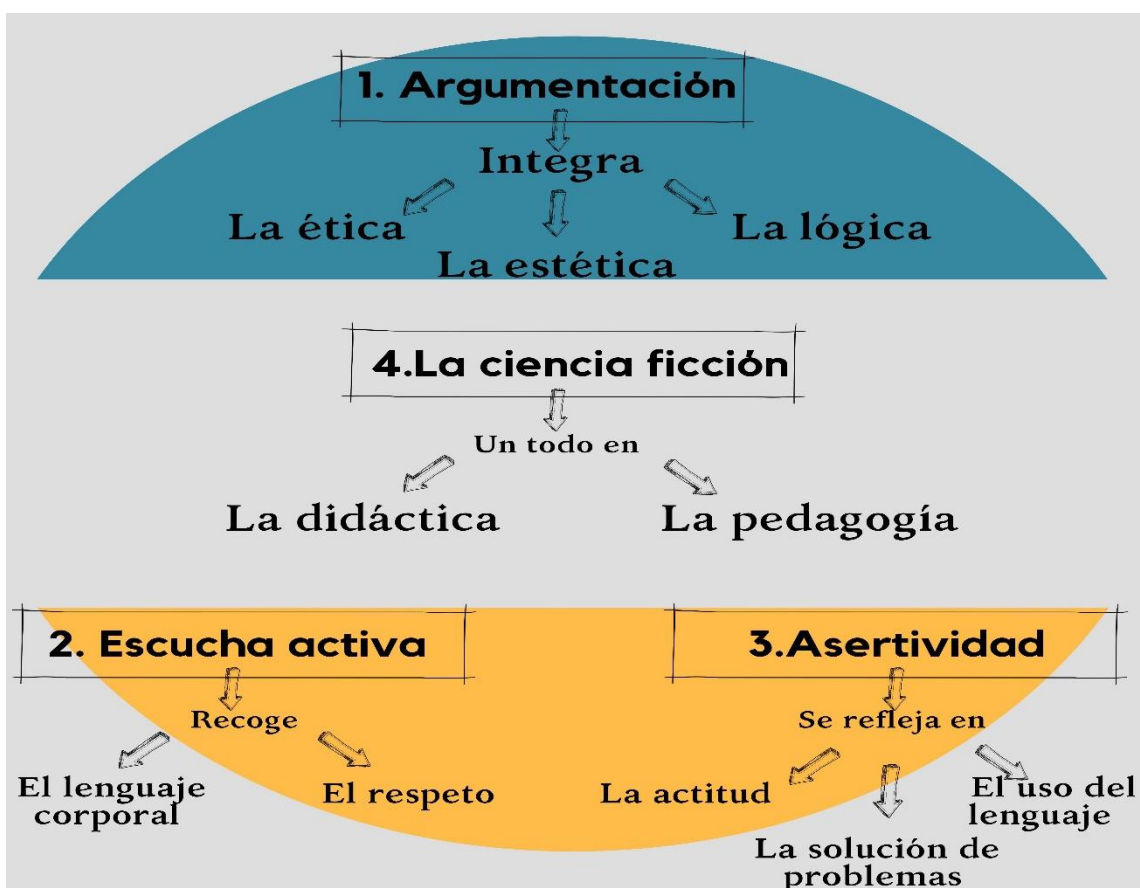 1. Argumentación
Integra
La ética
La estética
La lógica
4.La ciencia ficción
Un todo en
La didáctica
La pedagogía
2. Escucha activa
Recoge
El lenguaje
corporal
El respeto
3.Asertividad
Se refleja en
La actitud
La solución de
problemas
El uso del
lenguaje